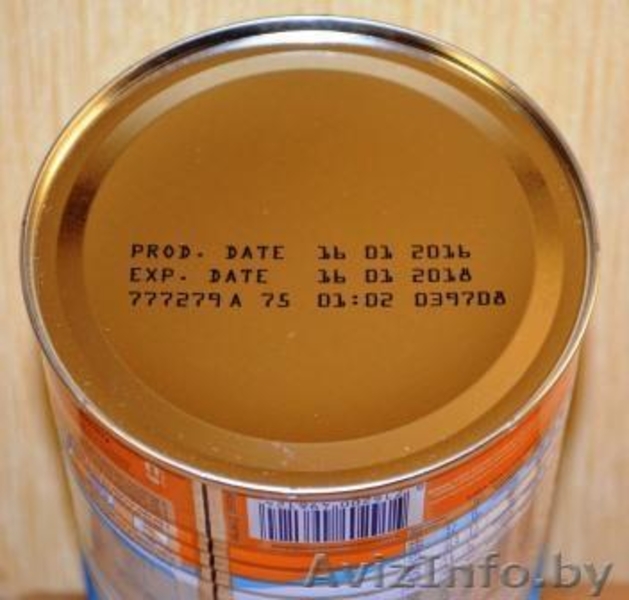 PROD. DATE 16 01 2016
EXP. DATE 16 01 2018
777279 A 75 01:02 039708
AvizInfo.by